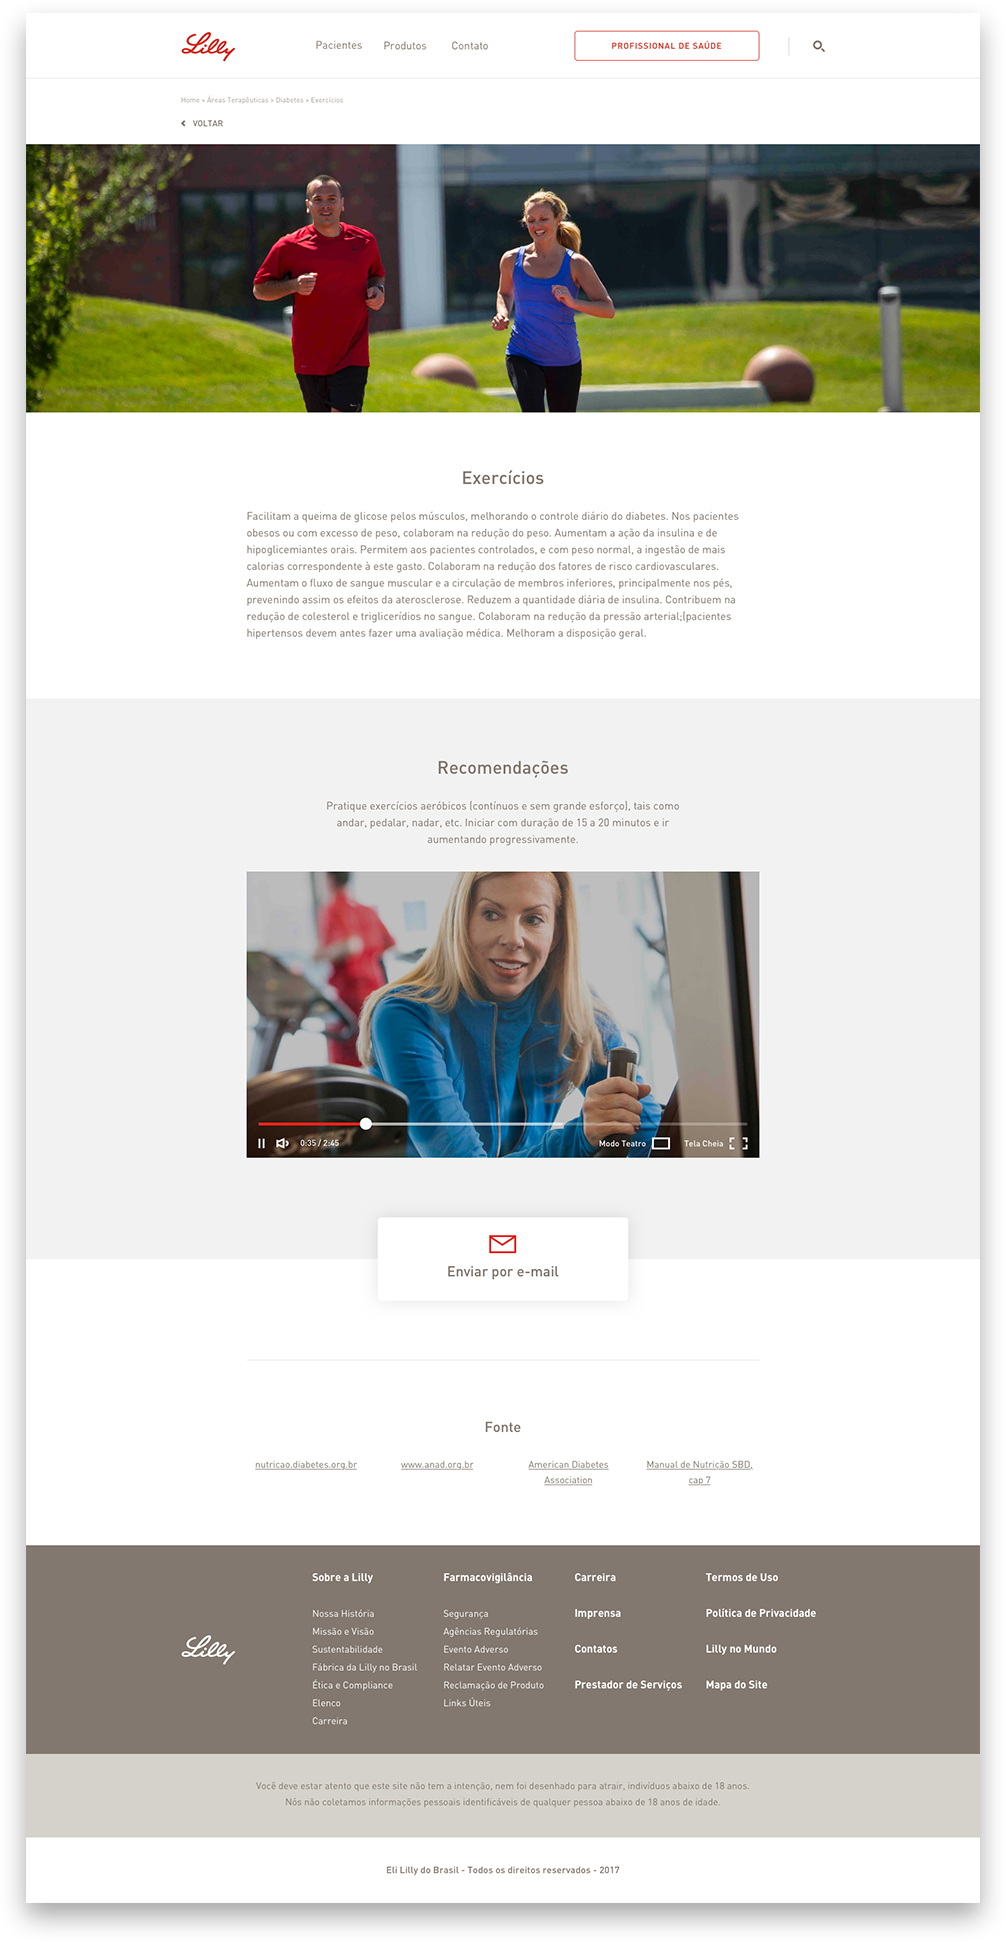 Lilly
Pacientes
Produtos
Contato
PROFISSIONAL DE SAÚDE
Home » Áreas Terapêuticas » Diabetes » Exercícios
VOLTAR
Exercícios
Facilitam a queima de glicose pelos músculos, melhorando o controle diário do diabetes. Nos pacientes
obesos ou com excesso de peso, colaboram na redução do peso. Aumentam a ação da insulina e de
hipoglicemiantes orais. Permitem aos pacientes controlados, e com peso normal, a ingestão de mais
calorias correspondente à este gasto. Colaboram na redução dos fatores de risco cardiovasculares.
Aumentam o fluxo de sangue muscular e a circulação de membros inferiores, principalmente nos pés,
prevenindo assim os efeitos da aterosclerose. Reduzem a quantidade diária de insulina. Contribuem na
redução de colesterol e triglicerídios no sangue. Colaboram na redução da pressão arterial;(pacientes
hipertensos devem antes fazer uma avaliação médica. Melhoram a disposição geral.
Recomendações
Pratique exercícios aeróbicos (contínuos e sem grande esforço), tais como
andar, pedalar, nadar, etc. Iniciar com duração de 15 a 20 minutos e ir
aumentando progressivamente.
0:35 / 2:45
Modo Teatro
Tela Cheia
Enviar por e-mail
Fonte
nutricao.diabetes.org.br
www.anad.org.br
American Diabetes
Association
Manual de Nutrição SBD,
cap 7
Lilly
Sobre a Lilly
Nossa História
Missão e Visão
Sustentabilidade
Fábrica da Lilly no Brasil
Ética e Compliance
Elenco
Carreira
Farmacovigilância
Segurança
Agências Regulatórias
Evento Adverso
Relatar Evento Adverso
Reclamação de Produto
Links Úteis
Carreira
Imprensa
Contatos
Prestador de Serviços
Termos de Uso
Política de Privacidade
Lilly no Mundo
Mapa do Site
Você deve estar atento que este site não tem a intenção, nem foi desenhado para atrair, indivíduos abaixo de 18 anos.
Nós não coletamos informações pessoais identificáveis de qualquer pessoa abaixo de 18 anos de idade.
Eli Lilly do Brasil - Todos os direitos reservados - 2017